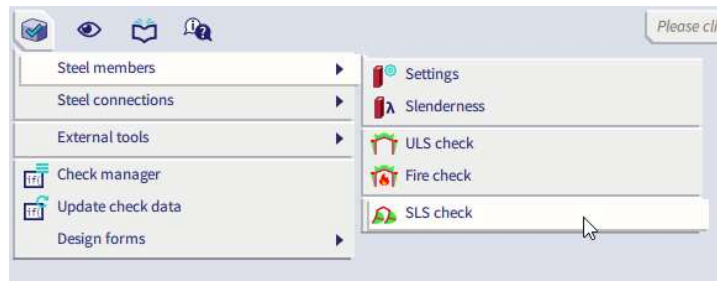 Please cli
Steel members
Steel connections
External tools
Check manager
Update check data
Design forms
Settings
Slenderness
ULS check
Fire check
SLS check